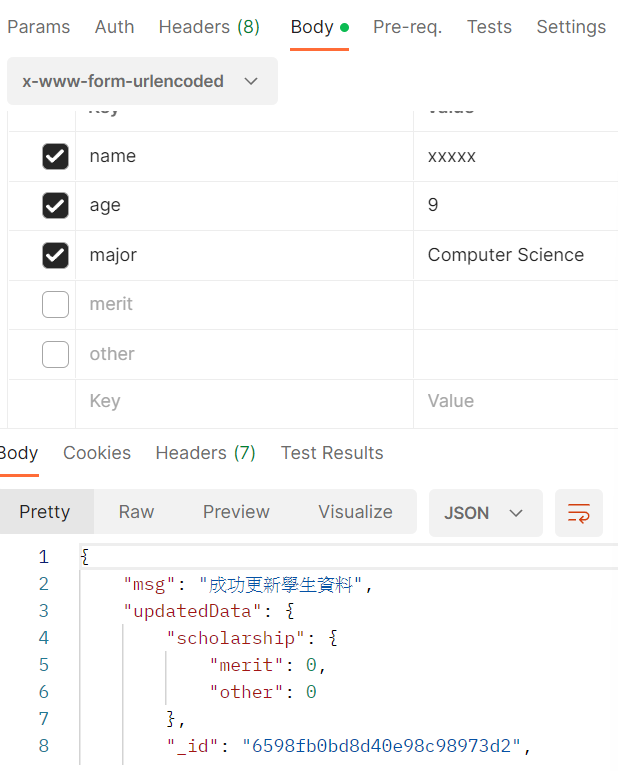 Params Auth Headers (8) Body Pre-req. Tests Settings
x-www-form-urlencoded
Key Value
name xxxxx
age 9
major Computer Science
merit
other
Key Value
Body Cookies Headers (7) Test Results
Pretty Raw Preview Visualize JSON
1 {
2 "msg": "成功更新學生資料",
3 "updatedData": {
4 "scholarship": {
5 "merit": 0,
6 "other": 0
7 },
8 "_id": "6598fb0bd8d40e98c98973d2",